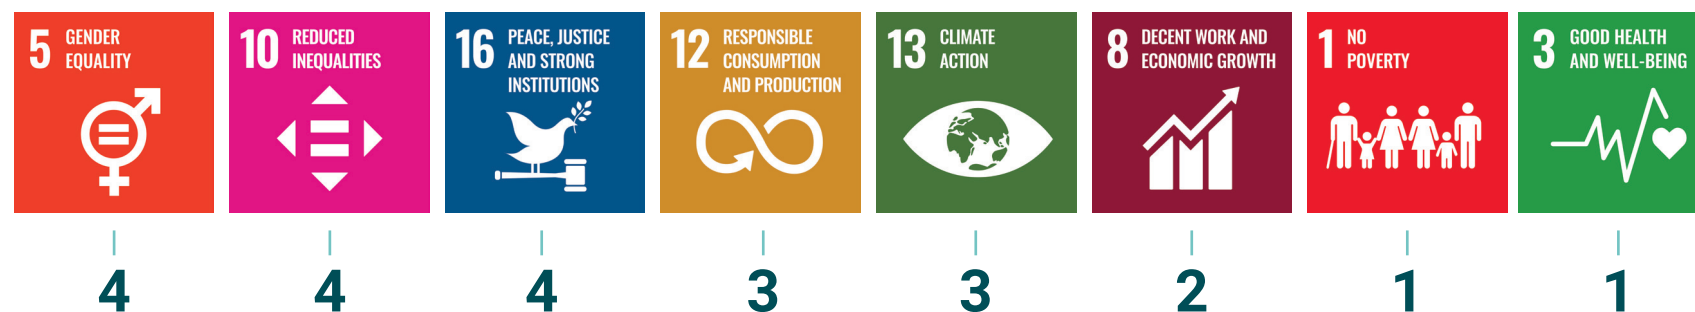 5 GENDER
EQUALITY
10 REDUCED
INEQUALITIES
16 PEACE, JUSTICE
AND STRONG
INSTITUTIONS
12 RESPONSIBLE
CONSUMPTION
AND PRODUCTION
13 CLIMATE
ACTION
8 DECENT WORK AND
ECONOMIC GROWTH
1 NO
POVERTY
3 GOOD HEALTH
AND WELL-BEING
4 4 4 3 3 2 1 1